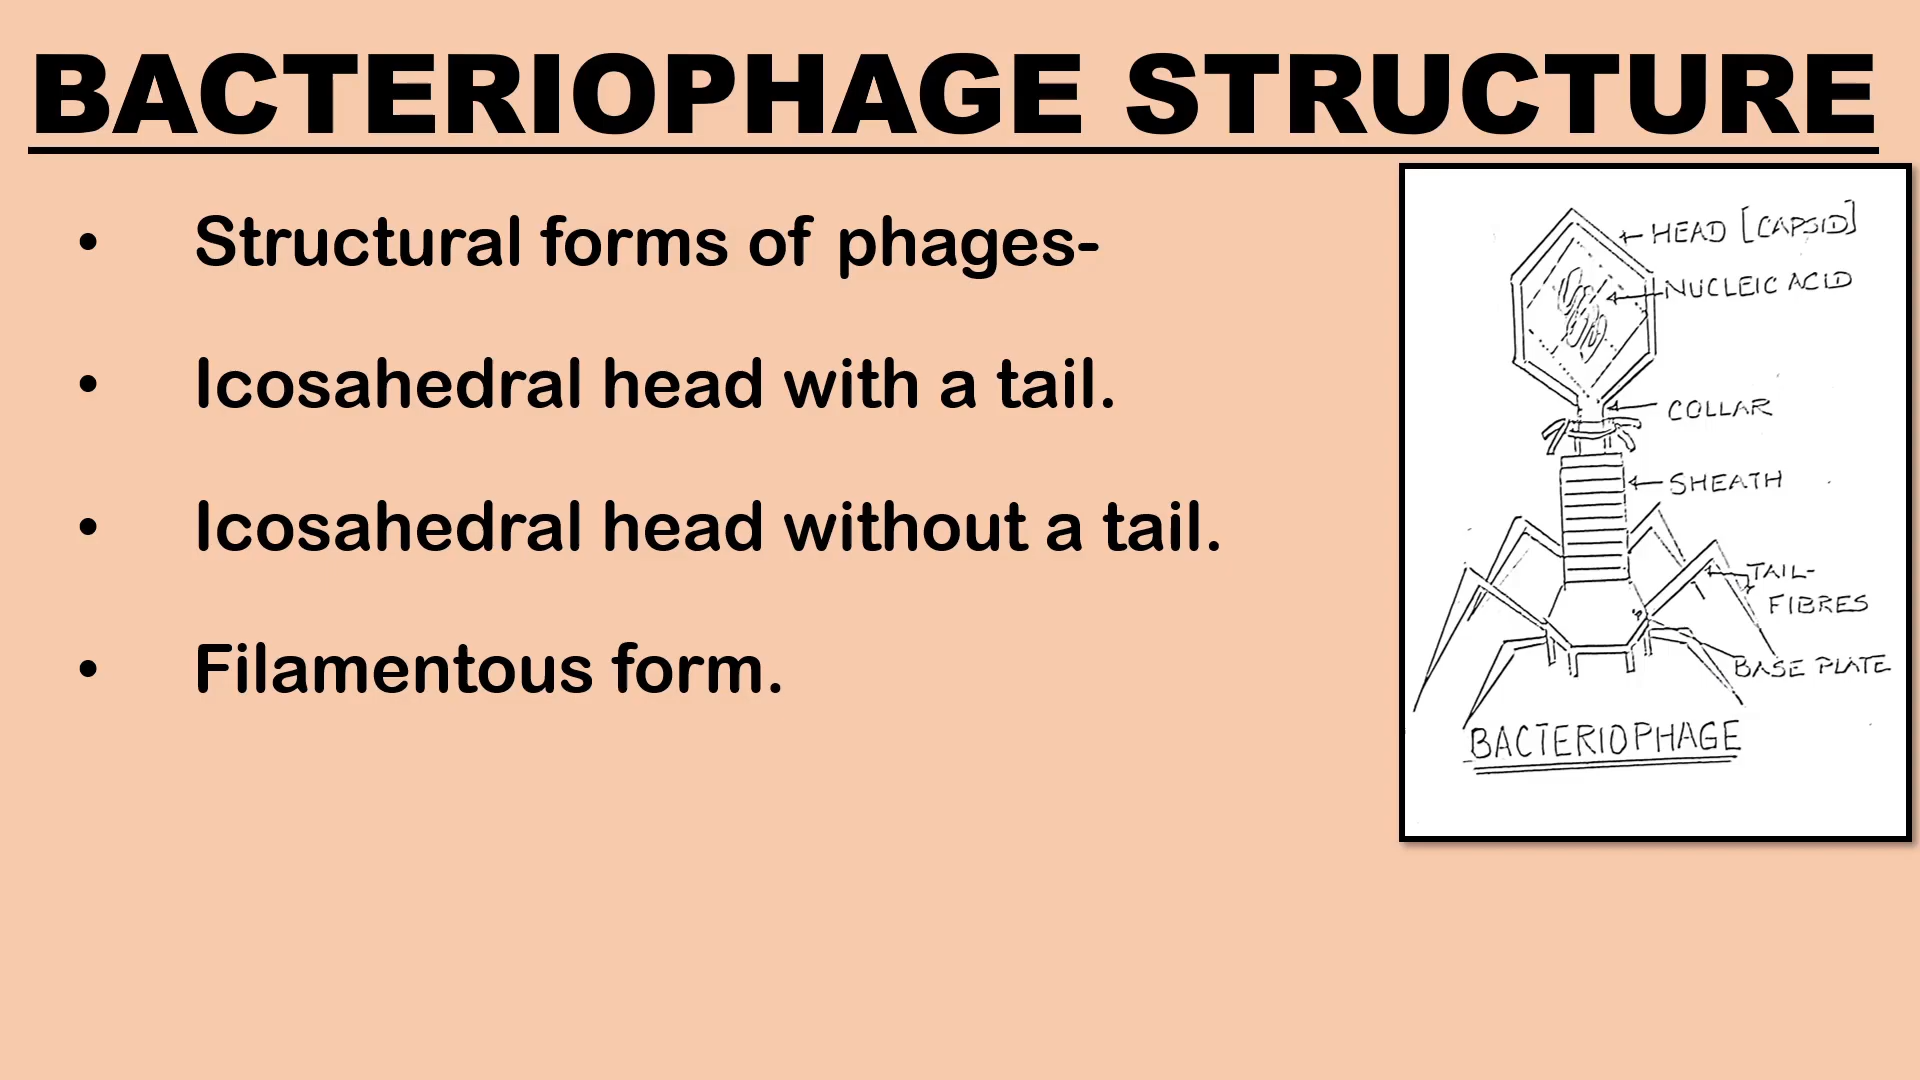 BACTERIOPHAGE STRUCTURE
• Structural forms of phages-
• Icosahedral head with a tail.
• Icosahedral head without a tail.
• Filamentous form.
HEAD [CAPSID]
NUCLEIC ACID
COLLAR
SHEATH
TAIL-
FIBRES
BASE PLATE
BACTERIOPHAGE